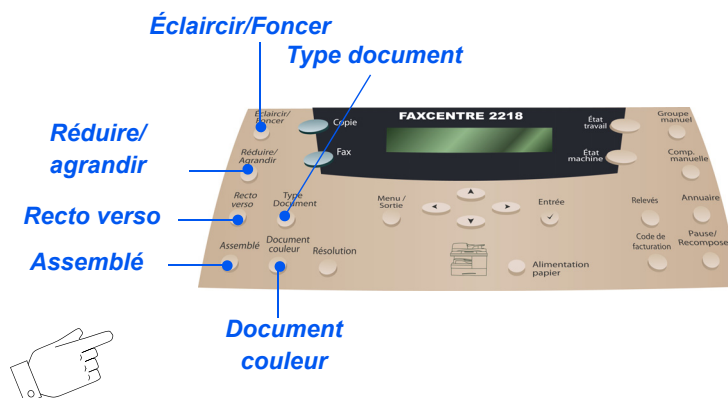 Éclaircir/Foncer
Type document
Réduire/
agrandir
Recto verso
Assemblé
Document
couleur
Éclaircir/
Foncer
Copie
FAXCENTRE 2218
État
travail
Groupe
manuel
Réduire/
Agrandir
Fax
État
machine
Comp.
manuelle
Recto
verso
Type
Document
Menu /
Sortie
Entrée
Relevés
Annuaire
Assemblé
Document
couleur
Résolution
Alimentation
papier
Code de
facturation
Pause/
Recompose